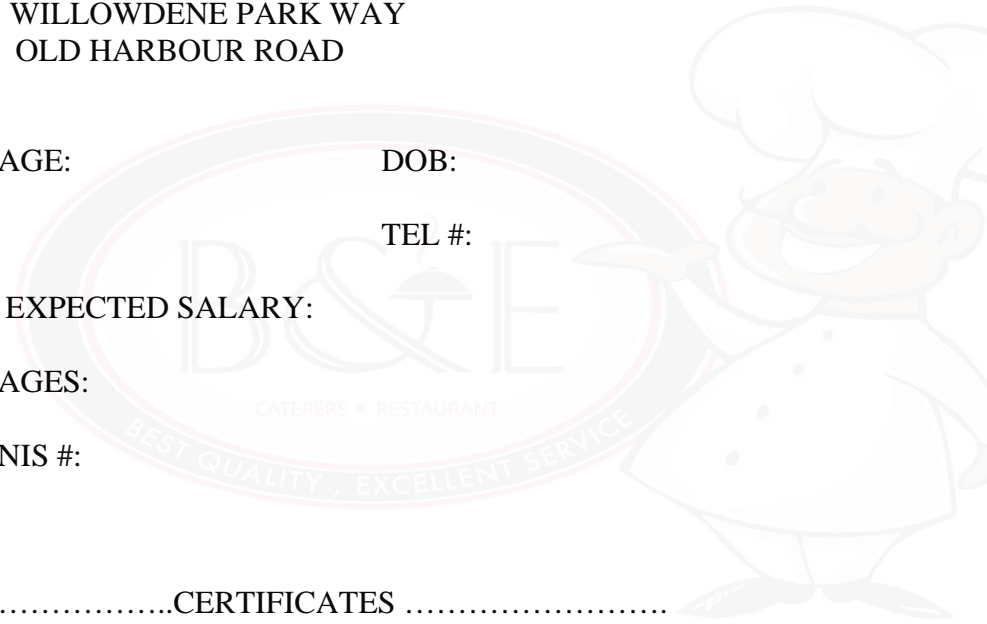 WILLOWDENE PARK WAY
OLD HARBOUR ROAD
AGE: DOB:
TEL #:
B&E
EXPECTED SALARY:
AGES:
CATERERS • RESTAURANT
NIS #:
BEST QUALITY , EXCELLENT SERVICE
……………..CERTIFICATES …………………….